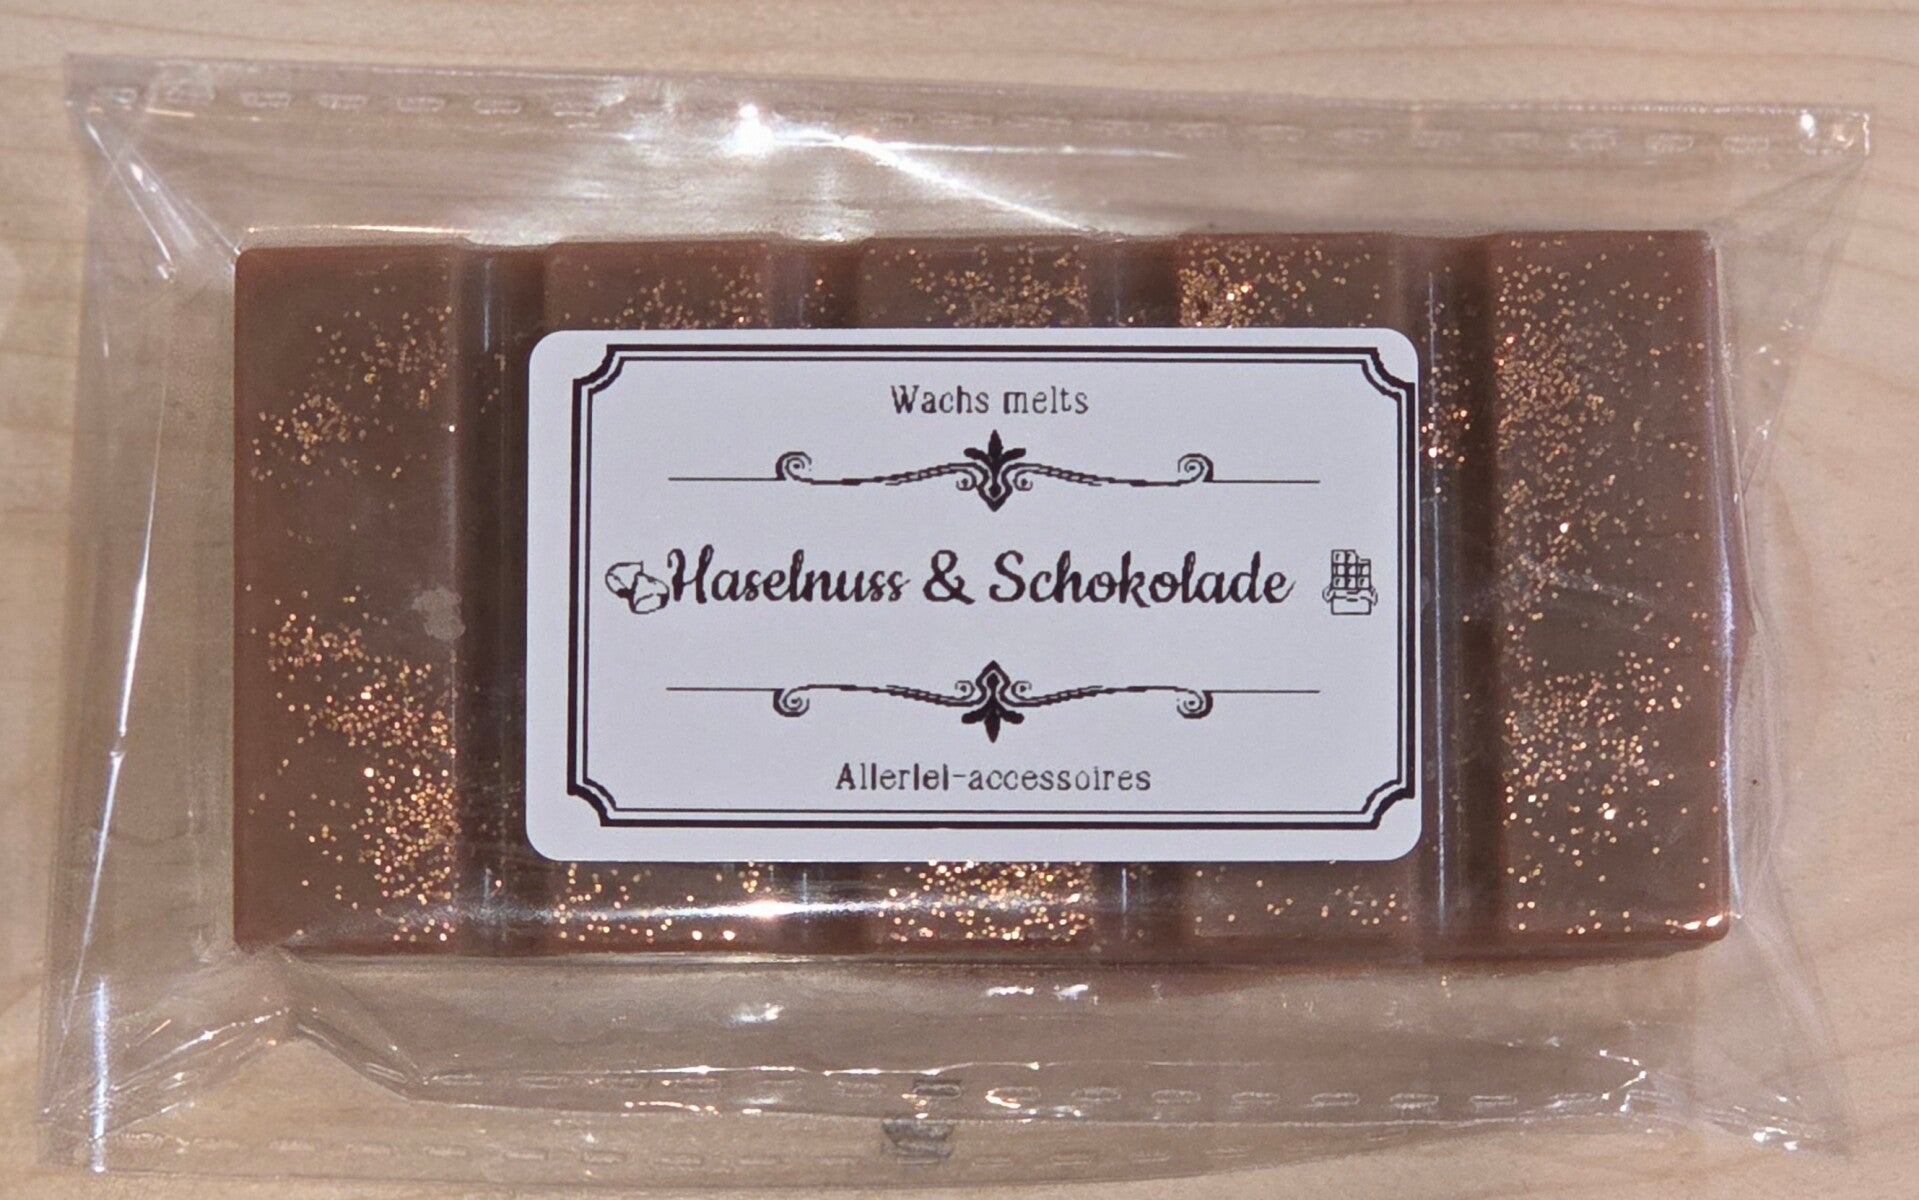 Wachs melts
Haselnuss & Schokolade
Allerlei-accessoires